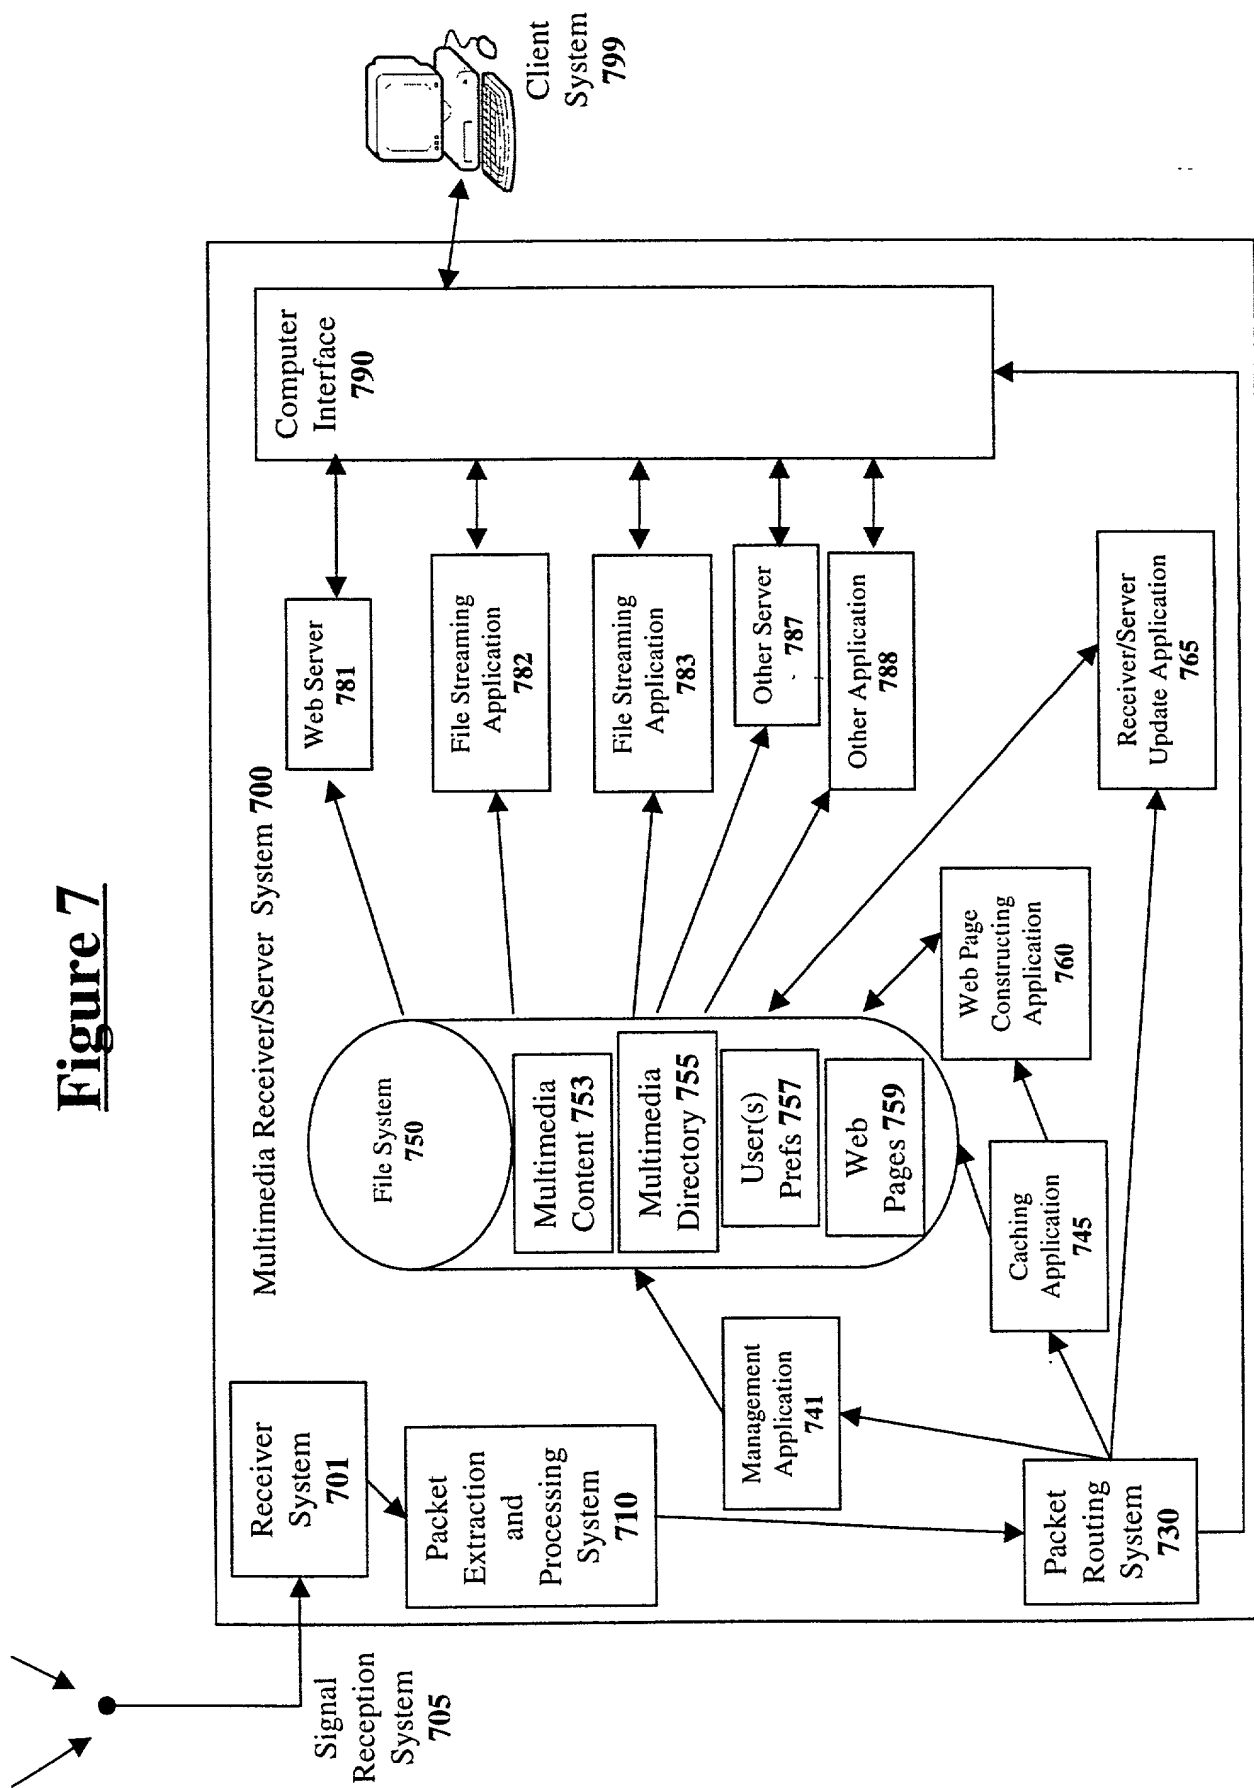 Figure 7
Multimedia Receiver/Server System 700
Signal
Reception
System
705
Receiver
System
701
Packet
Extraction
and
Processing
System
710
Packet
Routing
System
730
Management
Application
741
Caching
Application
745
File System
750
Multimedia
Content 753
Multimedia
Directory 755
User(s)
Prefs 757
Web
Pages 759
Web Page
Constructing
Application
760
Receiver/Server
Update Application
765
Web Server
781
File Streaming
Application
782
File Streaming
Application
783
Other Server
787
Other Application
788
Computer
Interface
790
Client
System
799